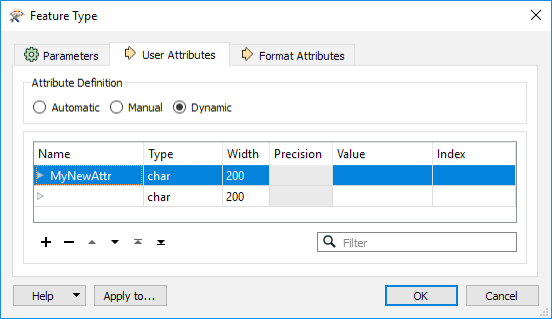 Feature Type
Parameters User Attributes Format Attributes
Attribute Definition
Automatic Manual Dynamic
Name Type Width Precision Value Index
MyNewAttr char 200
char 200
Filter
Help Apply to... OK Cancel